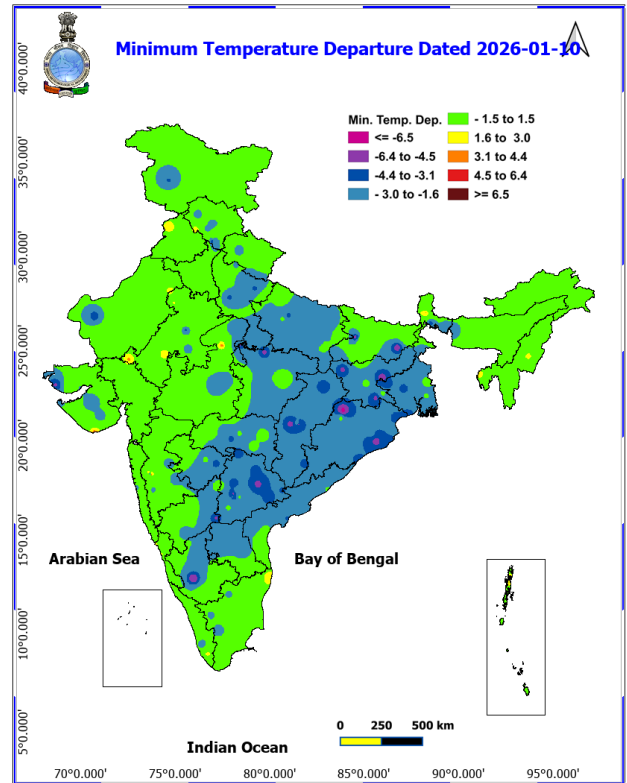 Minimum Temperature Departure Dated 2026-01-10
Min. Temp. Dep.
<= -6.5
-6.4 to -4.5
-4.4 to -3.1
- 3.0 to -1.6
- 1.5 to 1.5
1.6 to 3.0
3.1 to 4.4
4.5 to 6.4
>= 6.5
40°0.000'
35°0.000'
30°0.000'
25°0.000'
20°0.000'
15°0.000'
10°0.000'
5°0.000'
Arabian Sea
Bay of Bengal
Indian Ocean
0 250 500 km
70°0.000' 75°0.000' 80°0.000' 85°0.000' 90°0.000' 95°0.000'